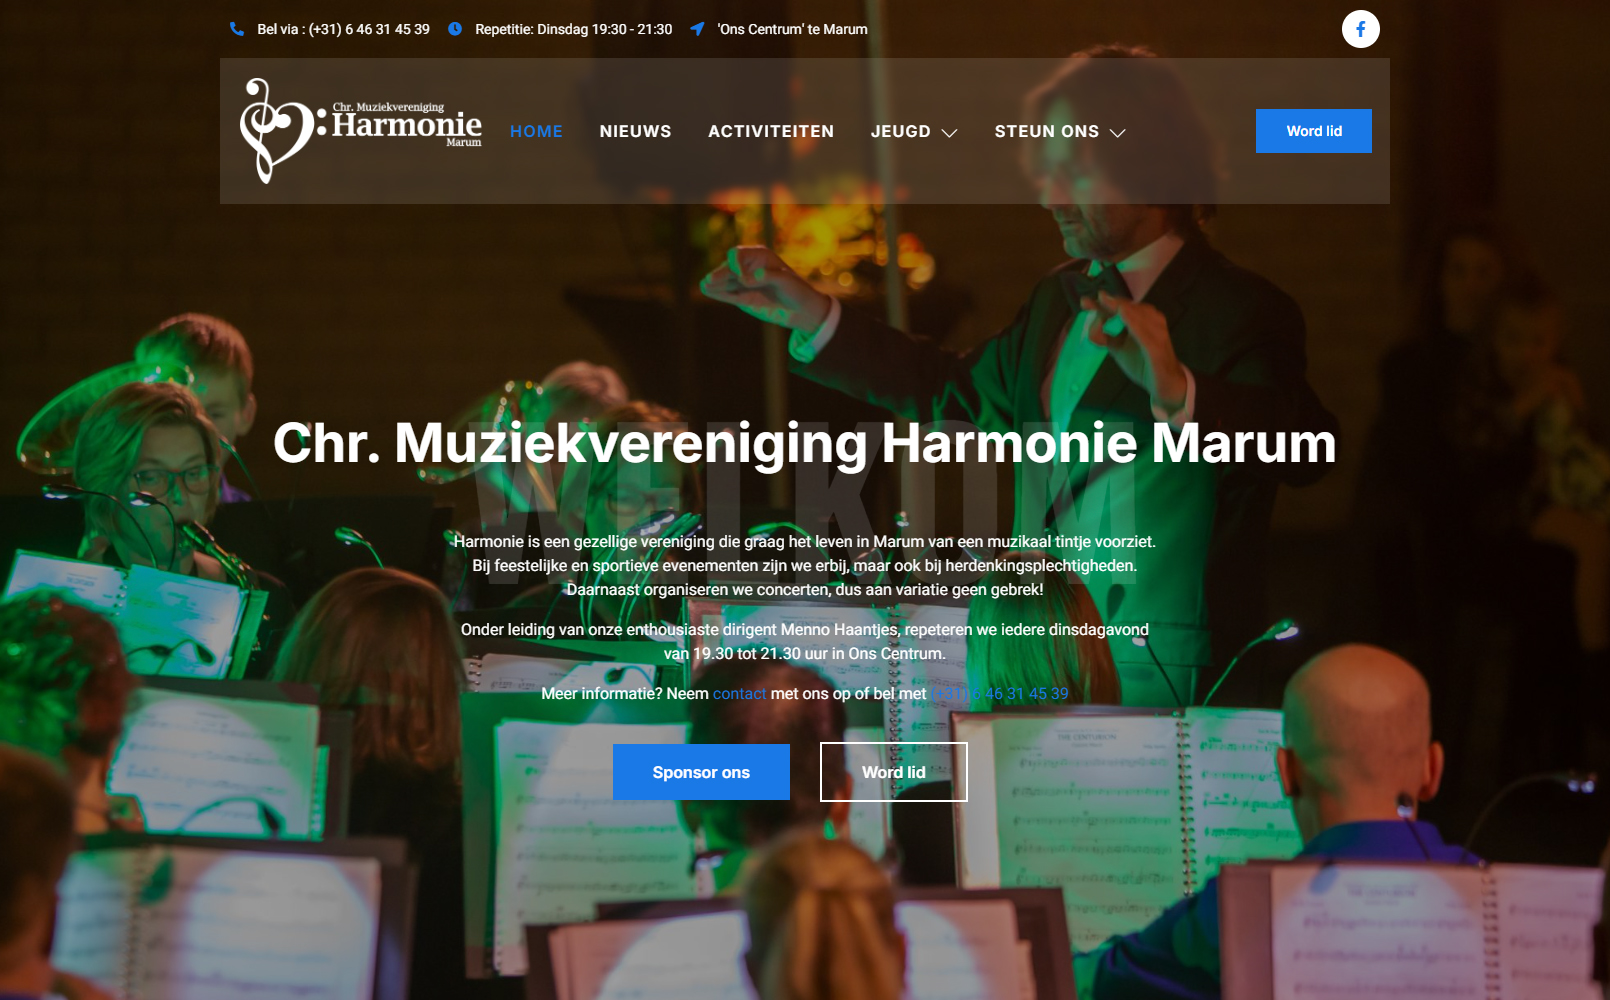 Bel via : (+31) 6 46 31 45 39 Repetitie: Dinsdag 19:30 - 21:30 'Ons Centrum' te Marum
Chr. Muziekvereniging
Harmonie
Marum
HOME NIEUWS ACTIVITEITEN JEUGD STEUN ONS Word lid
WELKOM
Chr. Muziekvereniging Harmonie Marum
Harmonie is een gezellige vereniging die graag het leven in Marum van een muzikaal tintje voorziet.
Bij feestelijke en sportieve evenementen zijn we erbij, maar ook bij herdenkingsplechtigheden.
Daarnaast organiseren we concerten, dus aan variatie geen gebrek!
Onder leiding van onze enthousiaste dirigent Menno Haantjes, repeteren we iedere dinsdagavond
van 19.30 tot 21.30 uur in Ons Centrum.
Meer informatie? Neem contact met ons op of bel met (+31) 6 46 31 45 39
Sponsor ons Word lid
THE CENTURION